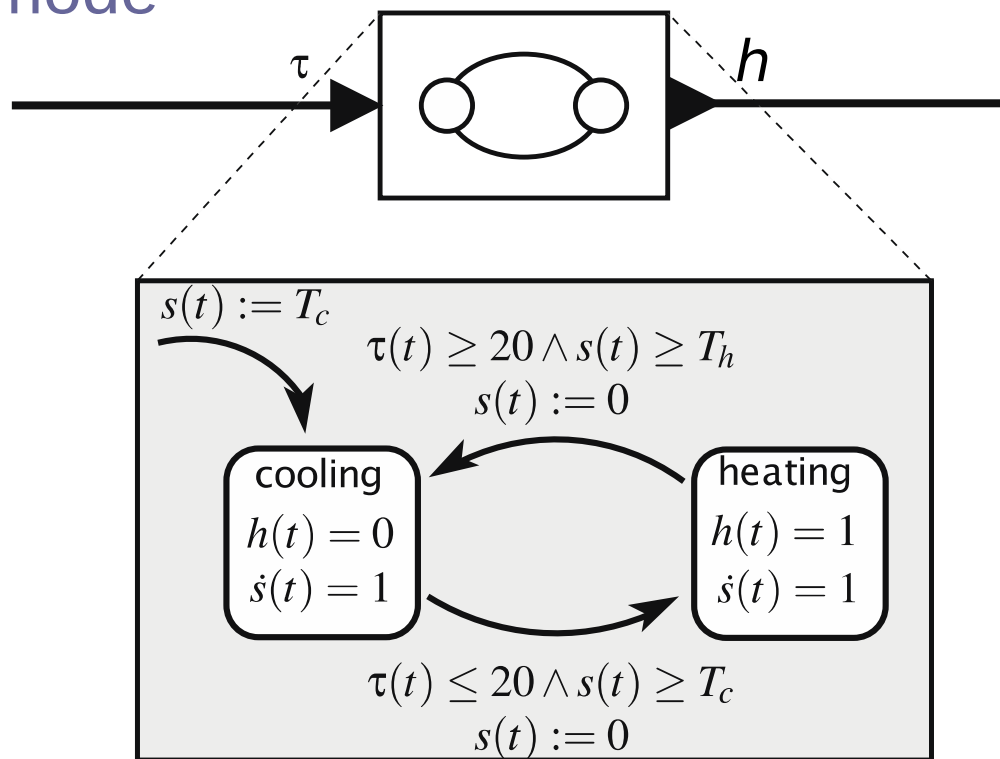 node
τ
h
s(t) := T_c
τ(t) ≥ 20 ∧ s(t) ≥ T_h
s(t) := 0
cooling
h(t) = 0
ṡ(t) = 1
heating
h(t) = 1
ṡ(t) = 1
τ(t) ≤ 20 ∧ s(t) ≥ T_c
s(t) := 0